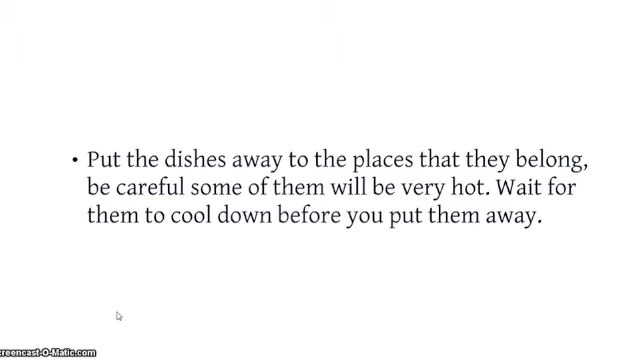 • Put the dishes away to the places that they belong,
be careful some of them will be very hot. Wait for
them to cool down before you put them away.
creencast-O-Matic.com